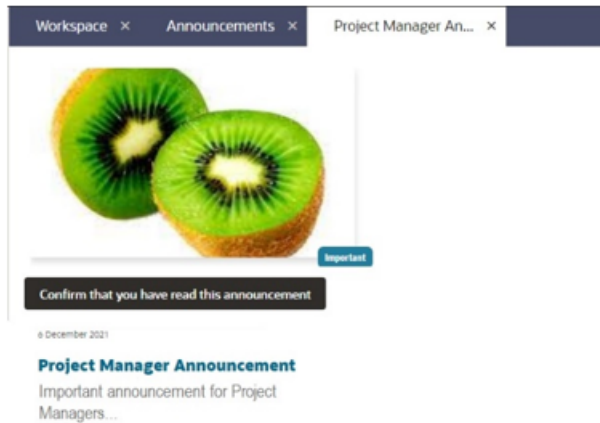 Workspace ×
Announcements ×
Project Manager An... ×
Important
Confirm that you have read this announcement
6 December 2021
Project Manager Announcement
Important announcement for Project
Managers...